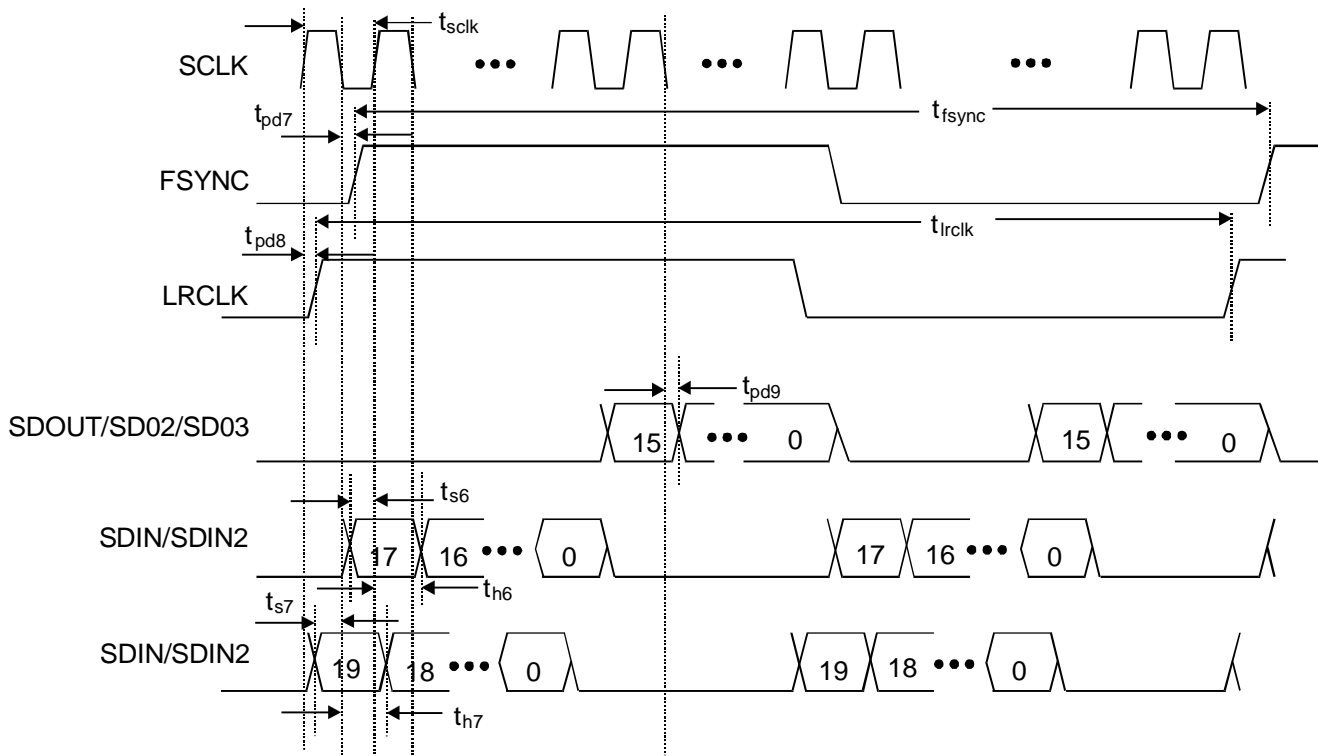 t_sclk
SCLK
t_pd7
t_fsync
FSYNC
t_pd8
t_lrclk
LRCLK
t_pd9
SDOUT/SD02/SD03
15 ••• 0 15 ••• 0
t_s6
SDIN/SDIN2
17 16 ••• 0 17 16 ••• 0
t_h6
t_s7
SDIN/SDIN2
19 18 ••• 0 19 18 ••• 0
t_h7